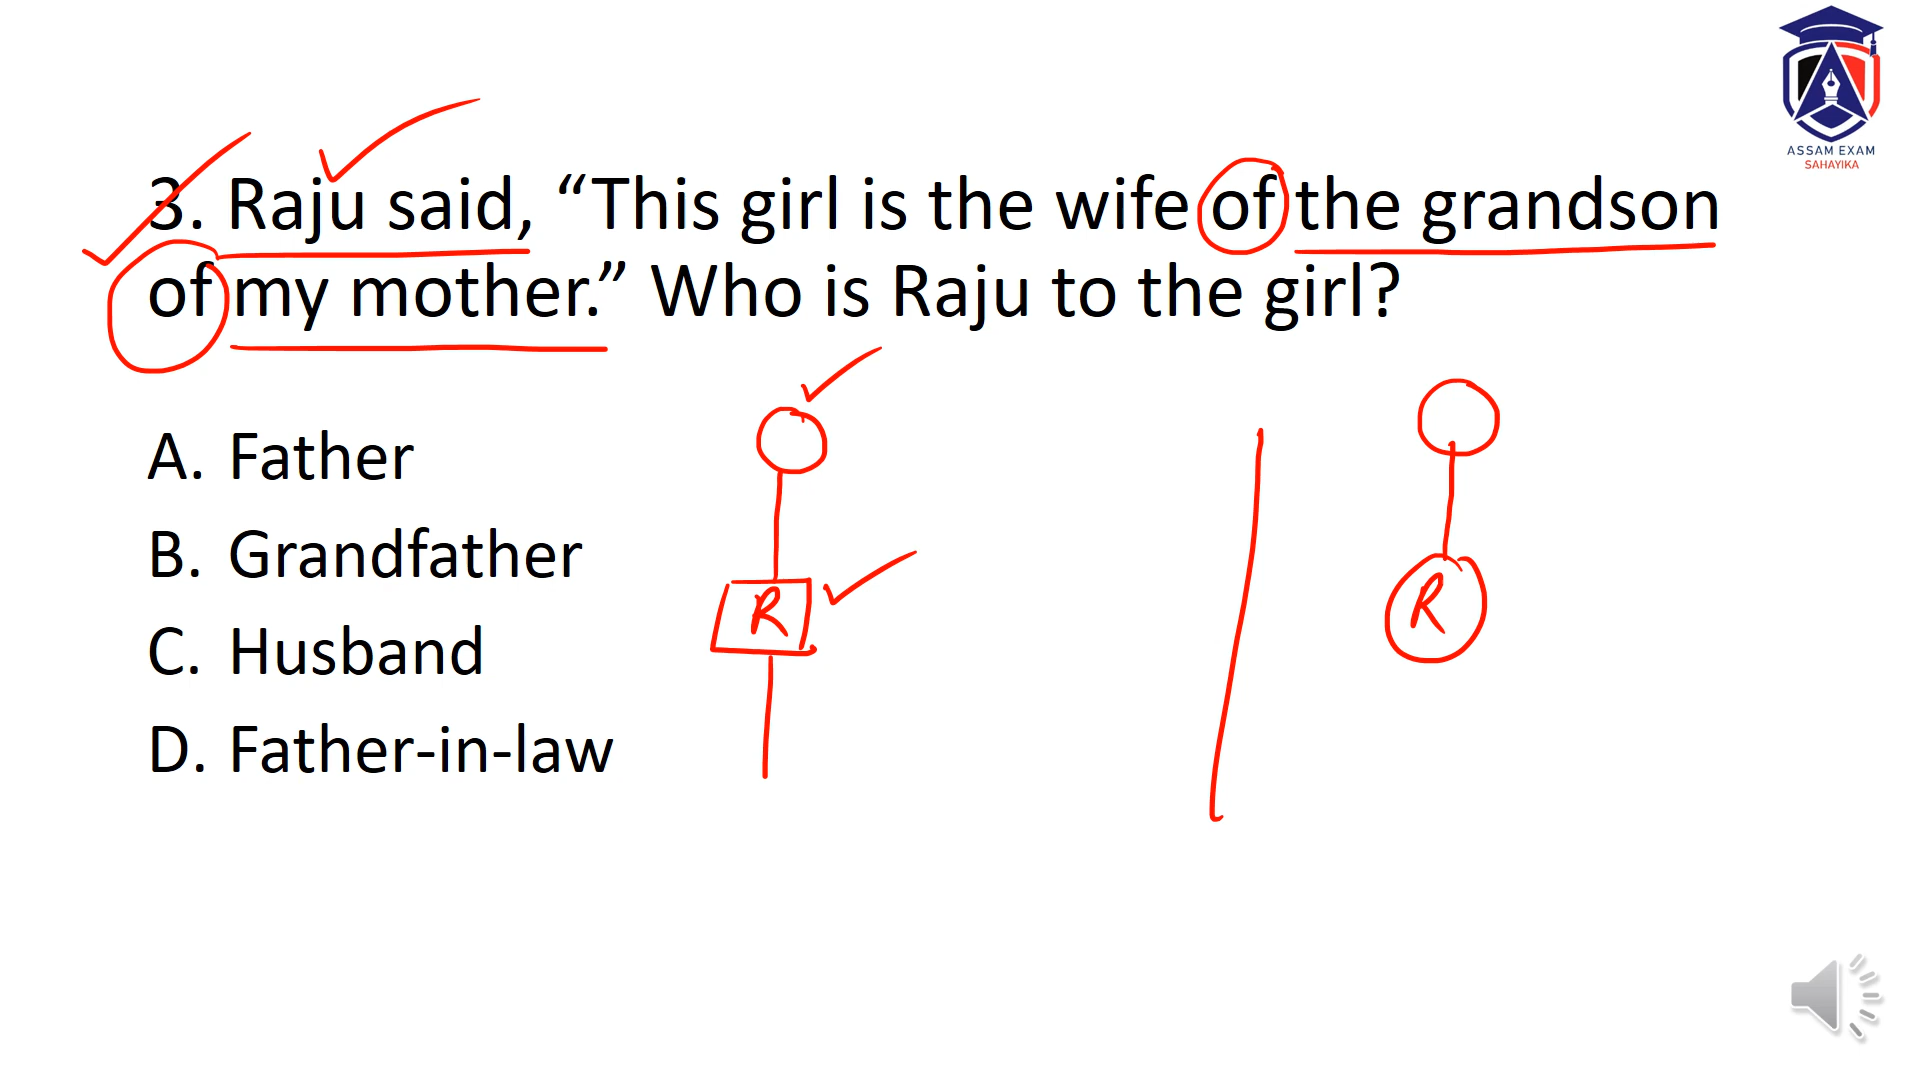 ASSAM EXAM
SAHAYIKA
3. Raju said, “This girl is the wife of the grandson
of my mother.” Who is Raju to the girl?
A. Father
B. Grandfather
C. Husband
D. Father-in-law
R
R